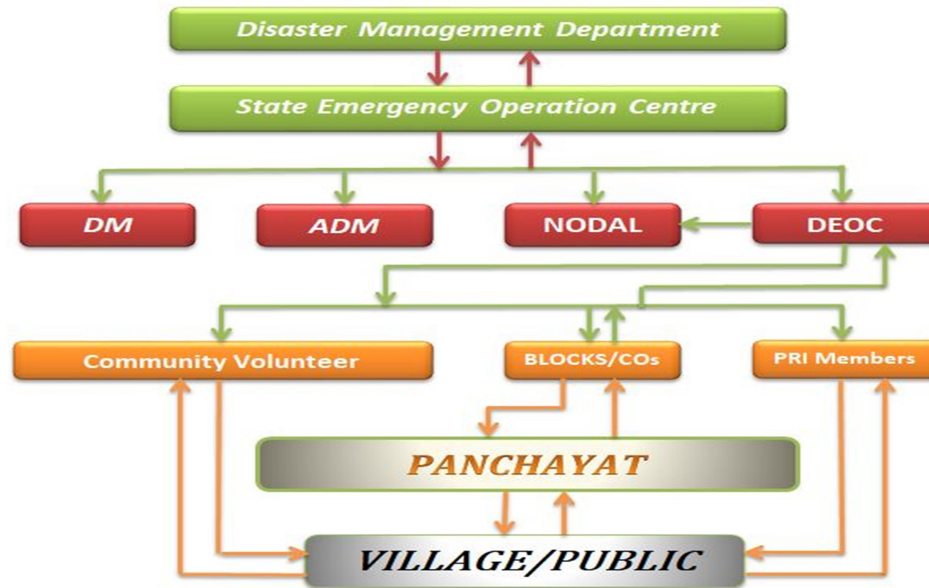 Disaster Management Department
State Emergency Operation Centre
DM
ADM
NODAL
DEOC
Community Volunteer
BLOCKS/COs
PRI Members
PANCHAYAT
VILLAGE/PUBLIC